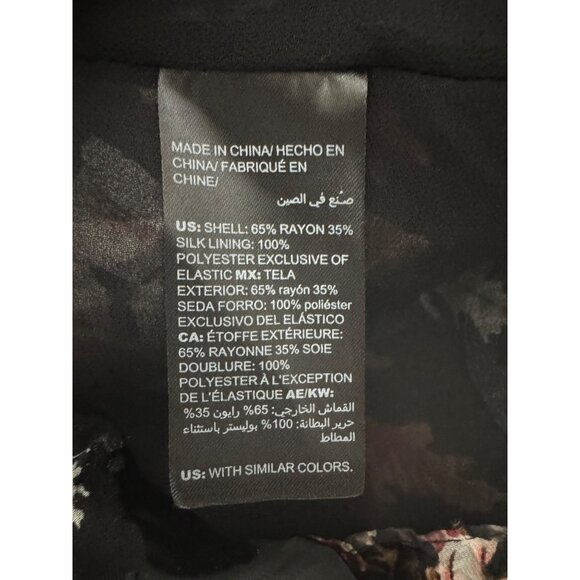 MADE IN CHINA/ HECHO EN
CHINA/ FABRIQUÉ EN
CHINE/
صنع في الصين
US: SHELL: 65% RAYON 35%
SILK LINING: 100%
POLYESTER EXCLUSIVE OF
ELASTIC MX: TELA
EXTERIOR: 65% rayón 35%
SEDA FORRO: 100% poliéster
EXCLUSIVO DEL ELÁSTICO
CA: ÉTOFFE EXTÉRIEURE:
65% RAYONNE 35% SOIE
DOUBLURE: 100%
POLYESTER À L'EXCEPTION
DE L'ÉLASTIQUE AE/KW:
القماش الخارجي: 65% رايون 35%
حرير البطانة: 100% بوليستر باستثناء
المطاط
US: WITH SIMILAR COLORS.